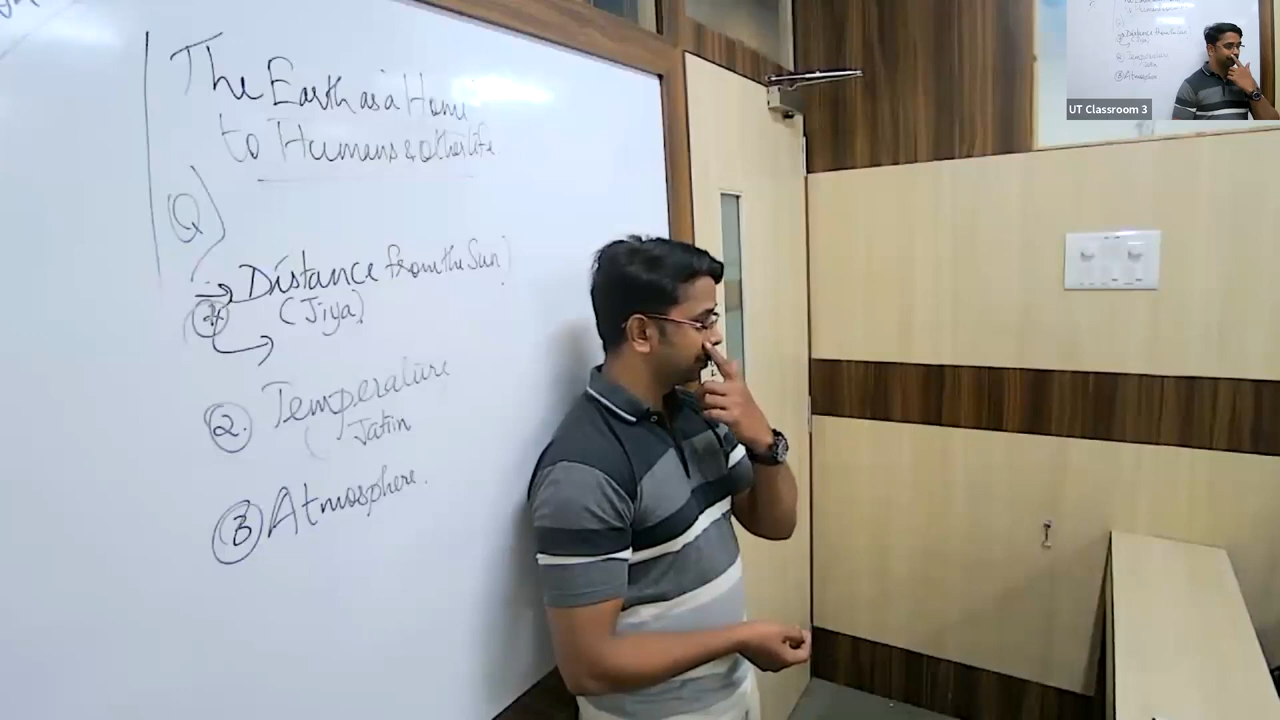 The Earth as a Home
to Humans & other life
Q)
→ Distance from the Sun)
(Jiya)
2. Temperature
( Jatin
3 Atmosphere.
UT Classroom 3